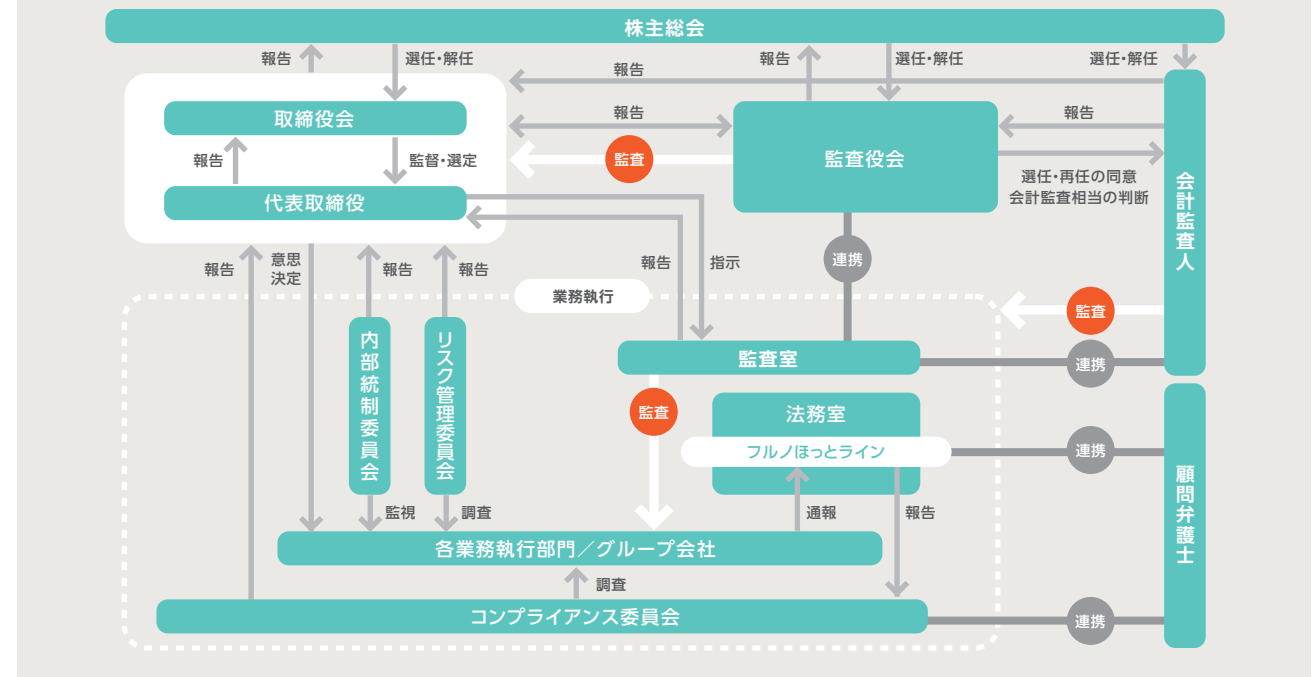 株主総会
報告
選任・解任
報告
報告
選任・解任
選任・解任
取締役会
報告
監査役会
報告
報告
監督・選定
監査
選任・再任の同意
会計監査相当の判断
代表取締役
会計監査人
報告
意思
決定
報告
報告
報告
指示
連携
業務執行
監査
内部統制委員会
リスク管理委員会
監査室
連携
監査
法務室
フルノほっとライン
連携
顧問弁護士
監視
調査
通報
報告
各業務執行部門／グループ会社
調査
コンプライアンス委員会
連携